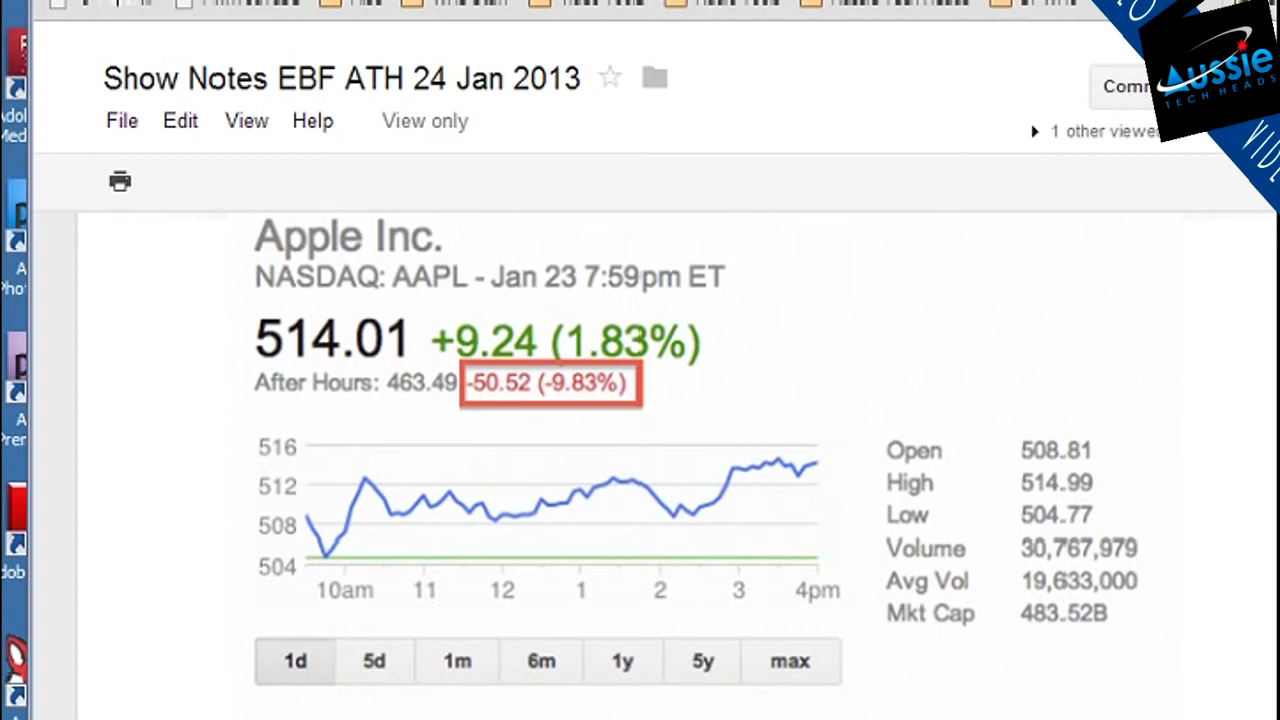 Show Notes EBF ATH 24 Jan 2013
File Edit View Help View only
1 other viewer
AUSSIE
TECH HEADS
Apple Inc.
NASDAQ: AAPL - Jan 23 7:59pm ET
514.01 +9.24 (1.83%)
After Hours: 463.49 -50.52 (-9.83%)
516
512
508
504
10am 11 12 1 2 3 4pm
Open 508.81
High 514.99
Low 504.77
Volume 30,767,979
Avg Vol 19,633,000
Mkt Cap 483.52B
1d 5d 1m 6m 1y 5y max